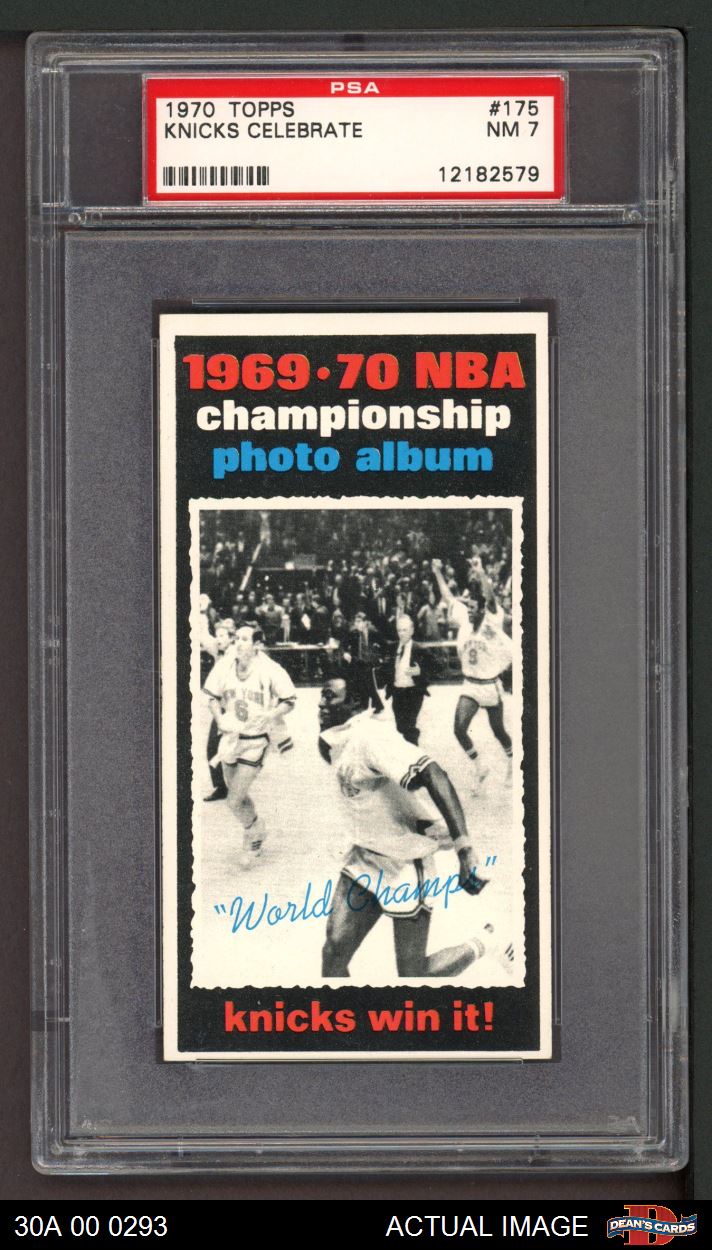 PSA
1970 TOPPS #175
KNICKS CELEBRATE NM 7
12182579
1969·70 NBA
championship
photo album
NEW YORK
6
"World Champs"
knicks win it!
30A 00 0293 ACTUAL IMAGE
D
DEAN'S CARDS